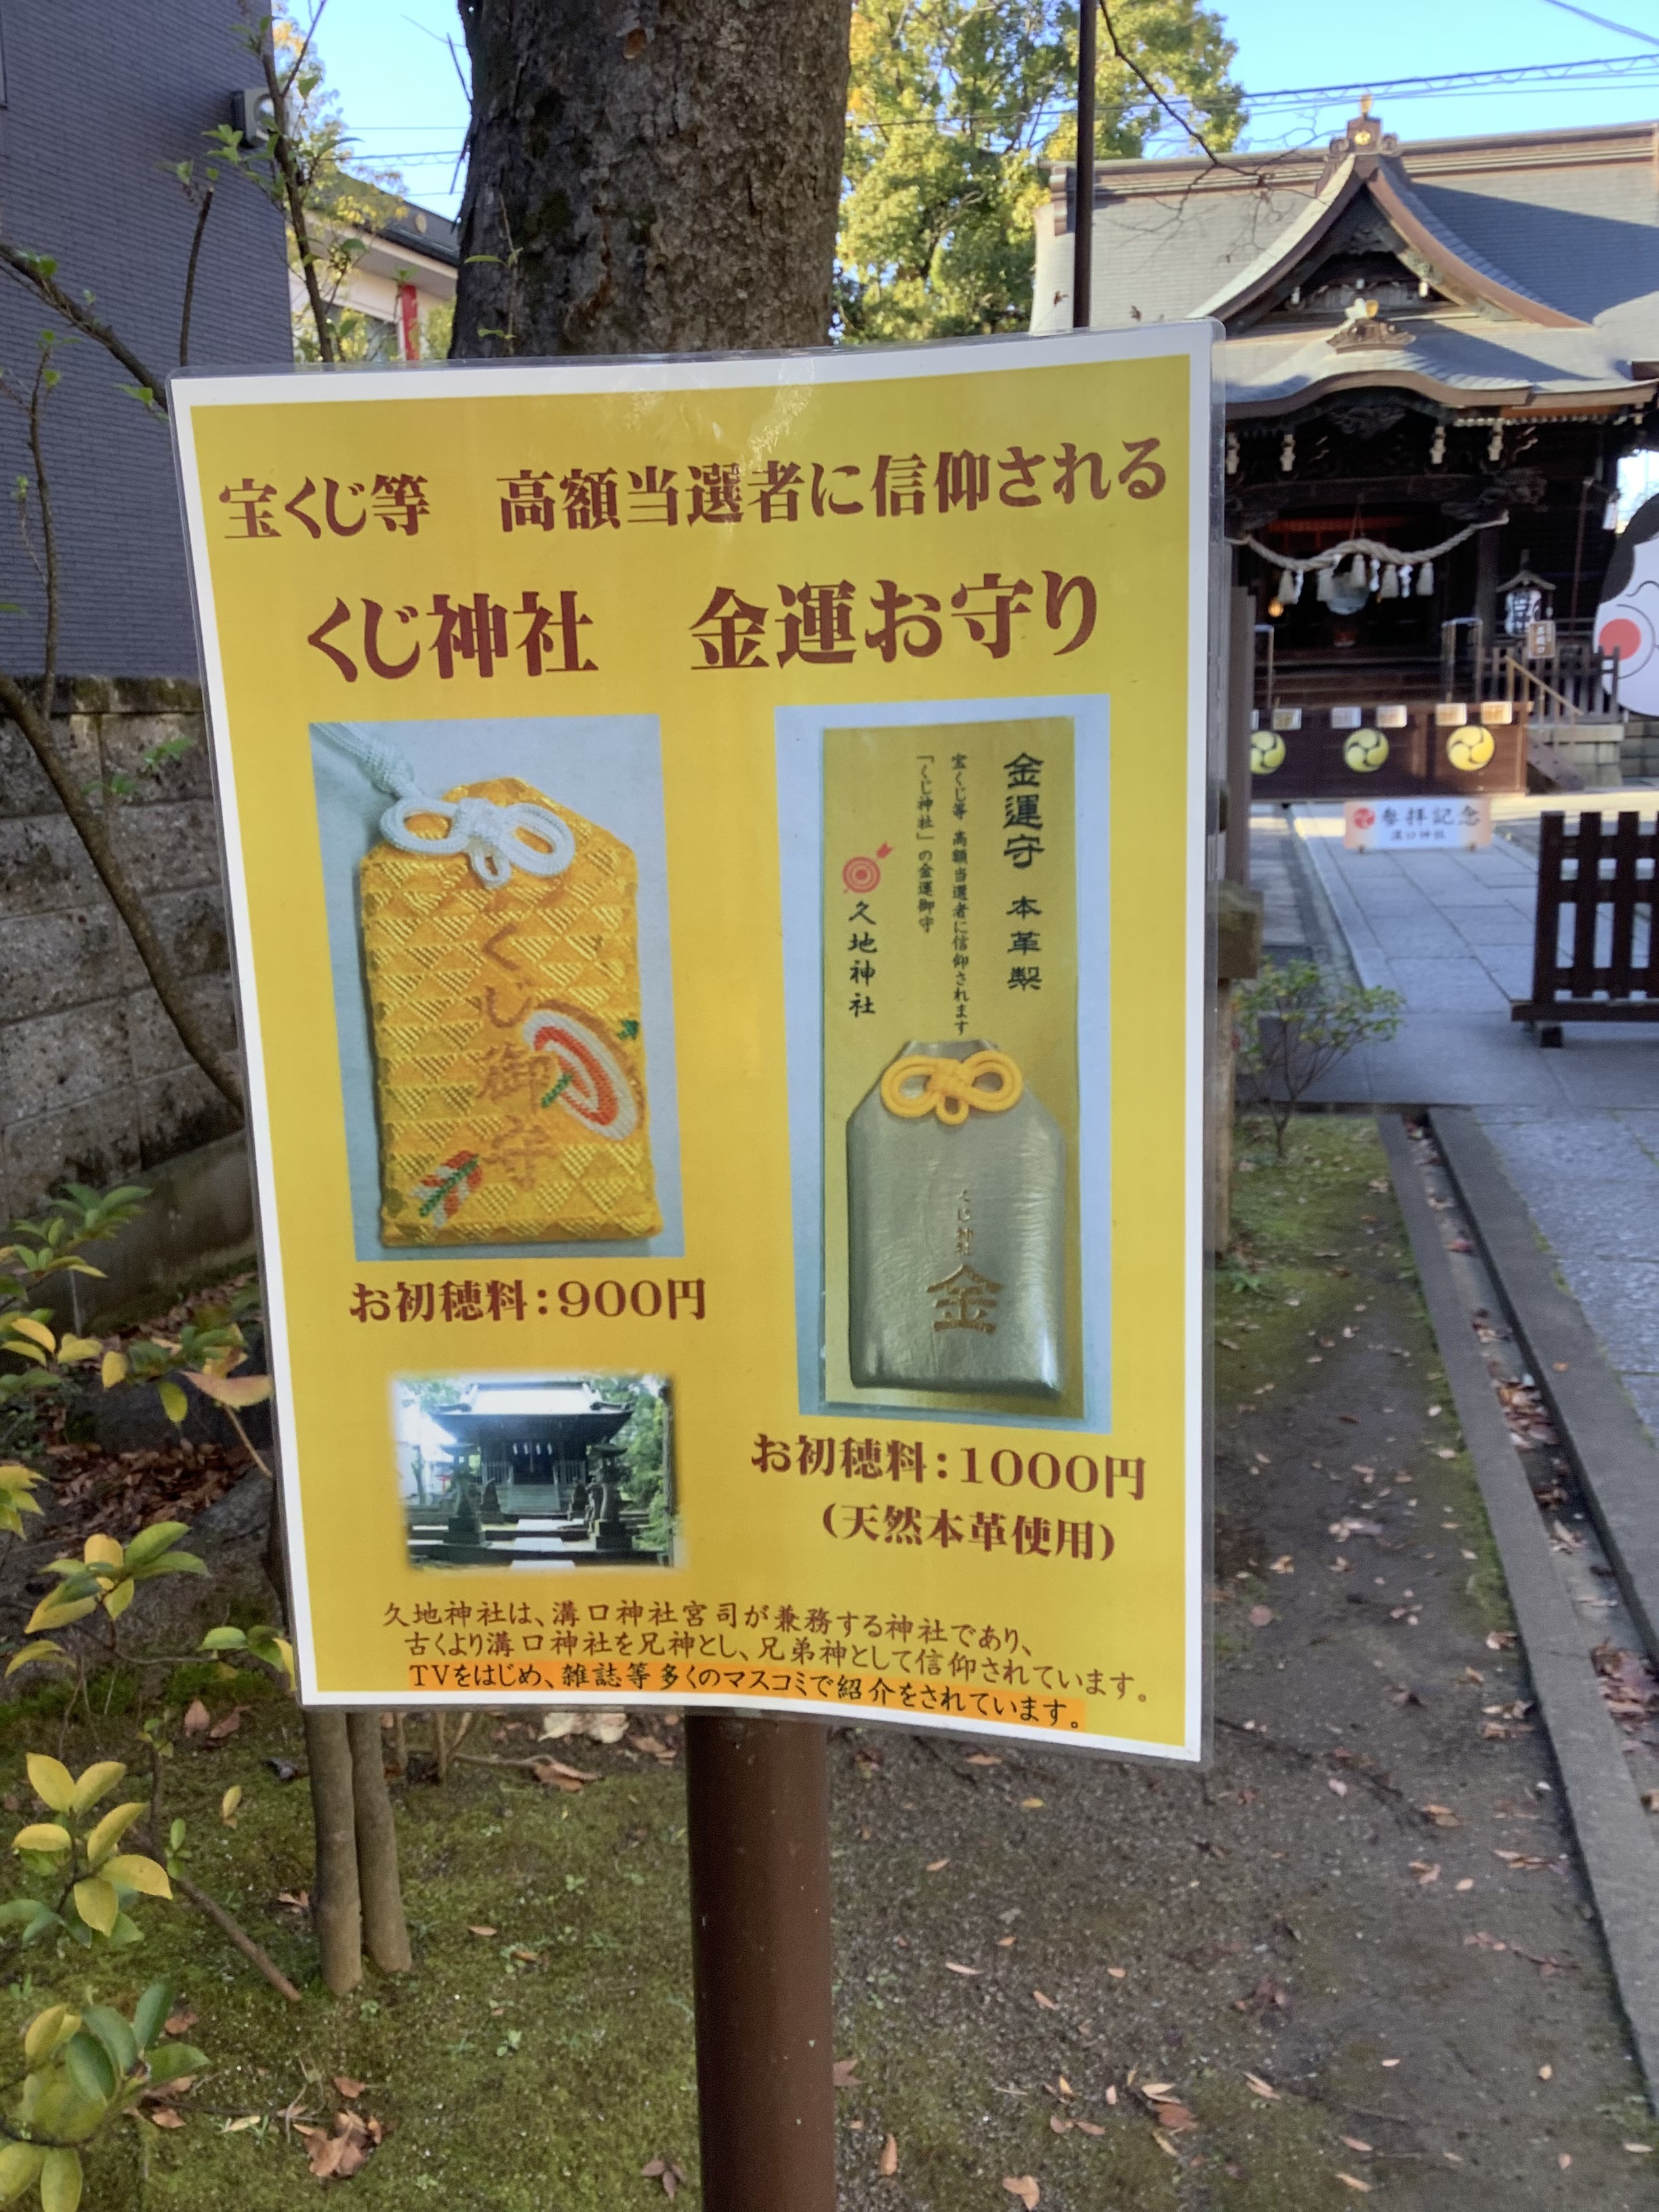 宝くじ等　高額当選者に信仰される
くじ神社　金運お守り
くじ御守
金運守 本革製
宝くじ等 高額当選者に信仰されます
「くじ神社」の金運御守
久地神社
くじ神社
金
お初穂料：900円
お初穂料：1000円
（天然本革使用）
久地神社は、溝口神社宮司が兼務する神社であり、
古くより溝口神社を兄神とし、兄弟神として信仰されています。
TVをはじめ、雑誌等多くのマスコミで紹介をされています。
参拝記念
溝口神社